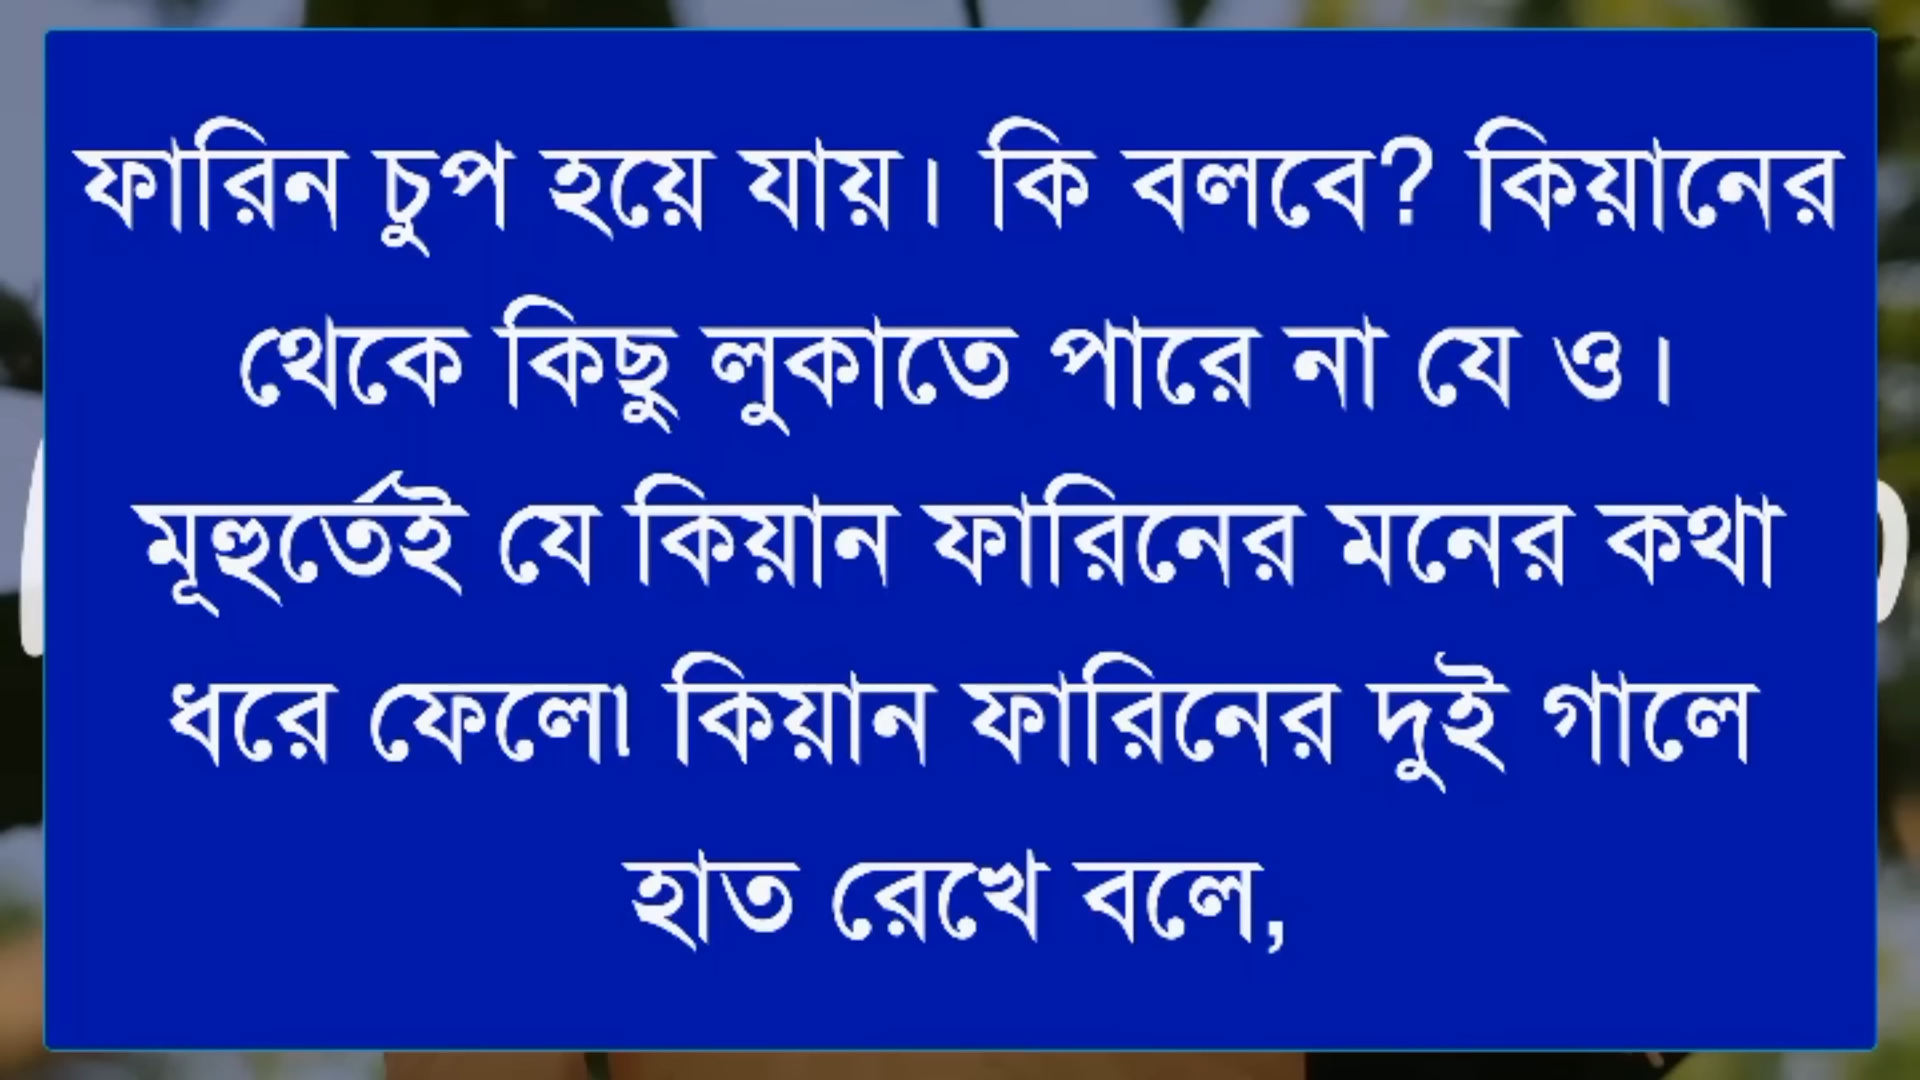 ফারিন চুপ হয়ে যায়। কি বলবে? কিয়ানের
থেকে কিছু লুকাতে পারে না যে ও।
মূহুর্তেই যে কিয়ান ফারিনের মনের কথা
ধরে ফেলে৷ কিয়ান ফারিনের দুই গালে
হাত রেখে বলে,